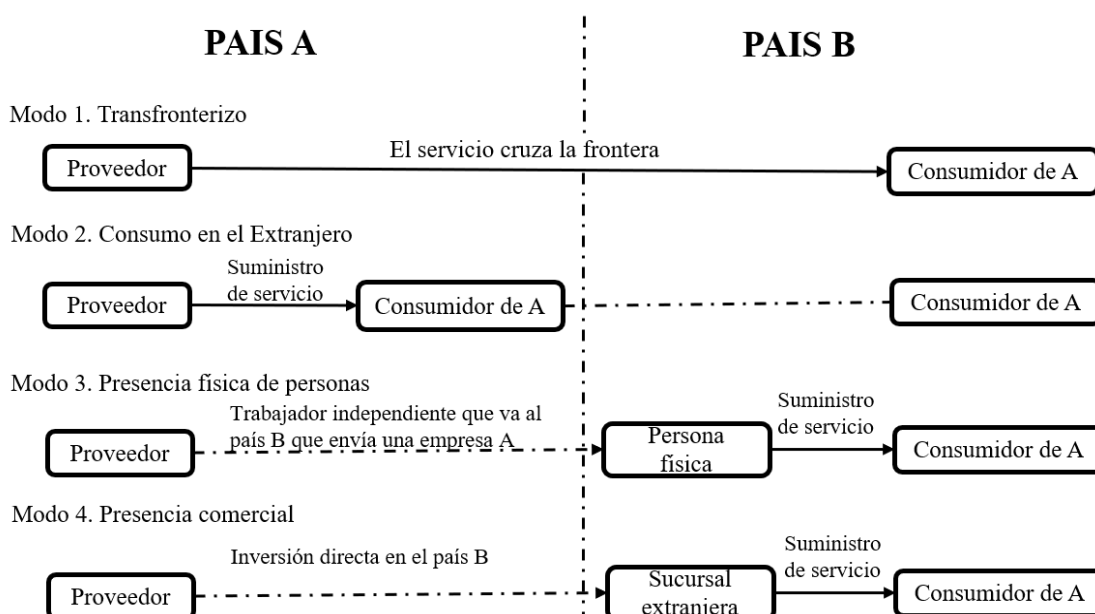 PAIS A
PAIS B
Modo 1. Transfronterizo
El servicio cruza la frontera
Proveedor
Consumidor de A
Modo 2. Consumo en el Extranjero
Suministro
de servicio
Proveedor
Consumidor de A
Consumidor de A
Modo 3. Presencia física de personas
Trabajador independiente que va al
país B que envía una empresa A
Suministro
de servicio
Proveedor
Persona
física
Consumidor de A
Modo 4. Presencia comercial
Inversión directa en el país B
Suministro
de servicio
Proveedor
Sucursal
extranjera
Consumidor de A